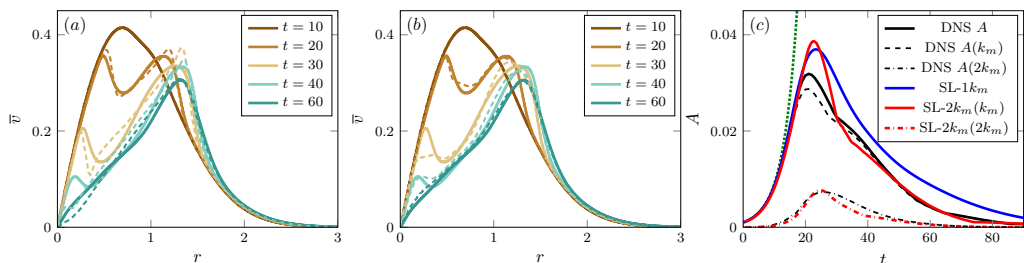 (a)
t = 10
t = 20
t = 30
t = 40
t = 60
0.4
0.2
0
v̅
0
1
2
3
r
(b)
t = 10
t = 20
t = 30
t = 40
t = 60
0.4
0.2
0
v̅
0
1
2
3
r
(c)
DNS A
DNS A(k_m)
DNS A(2k_m)
SL-1k_m
SL-2k_m(k_m)
SL-2k_m(2k_m)
0.04
0.02
0
A
0
20
40
60
80
t